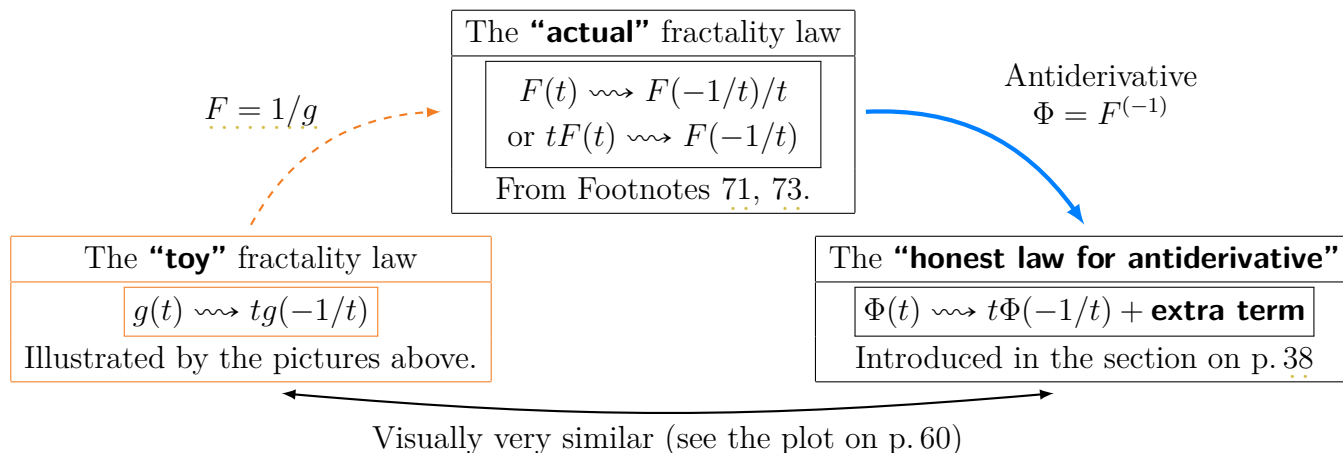 The “actual” fractality law
F(t) ⇝ F(−1/t)/t
or tF(t) ⇝ F(−1/t)
From Footnotes 71, 73.
F = 1/g
Antiderivative
Φ = F^(−1)
The “toy” fractality law
g(t) ⇝ tg(−1/t)
Illustrated by the pictures above.
The “honest law for antiderivative”
Φ(t) ⇝ tΦ(−1/t) + extra term
Introduced in the section on p. 38
Visually very similar (see the plot on p. 60)